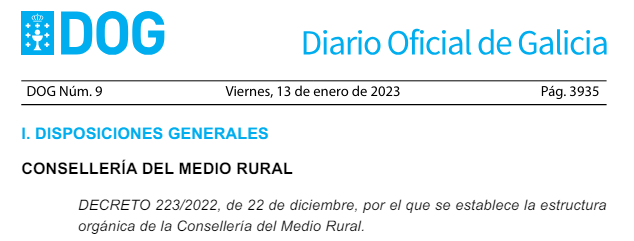 DOG
Diario Oficial de Galicia
DOG Núm. 9 Viernes, 13 de enero de 2023 Pág. 3935
I. DISPOSICIONES GENERALES
CONSELLERÍA DEL MEDIO RURAL
DECRETO 223/2022, de 22 de diciembre, por el que se establece la estructura
orgánica de la Consellería del Medio Rural.